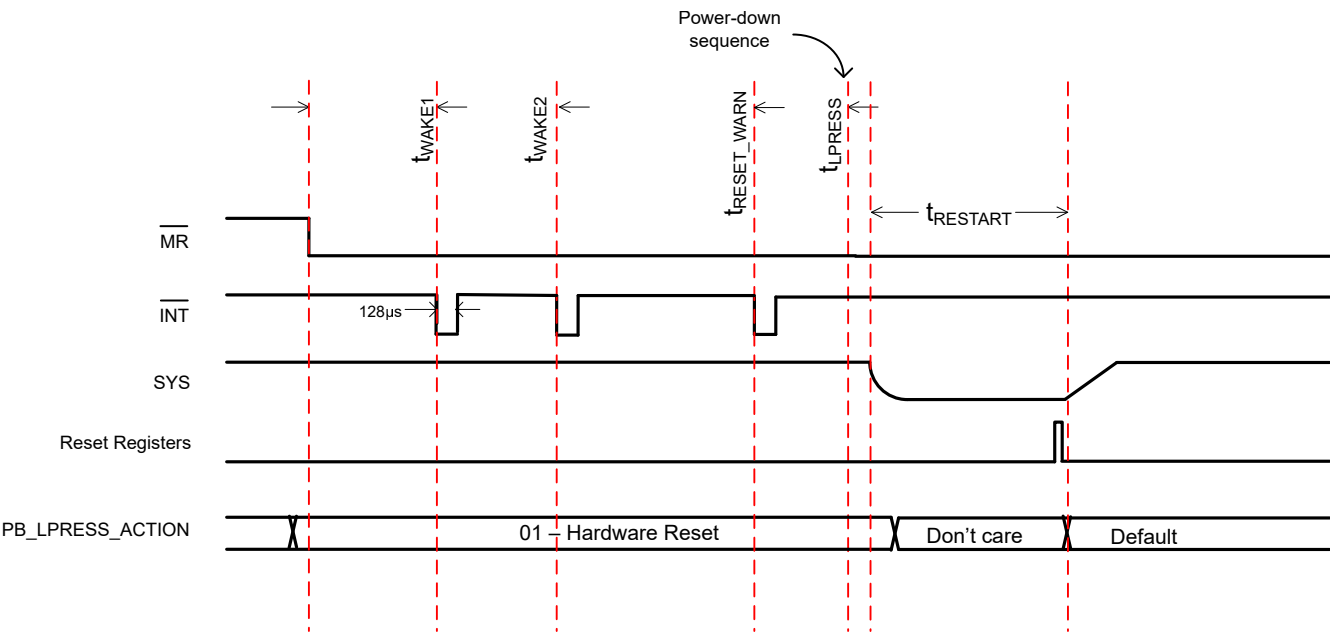 Power-down
sequence
tWAKE1
tWAKE2
tRESET_WARN
tLPRESS
tRESTART
MR
INT
128µs
SYS
Reset Registers
PB_LPRESS_ACTION
01 – Hardware Reset
Don't care
Default